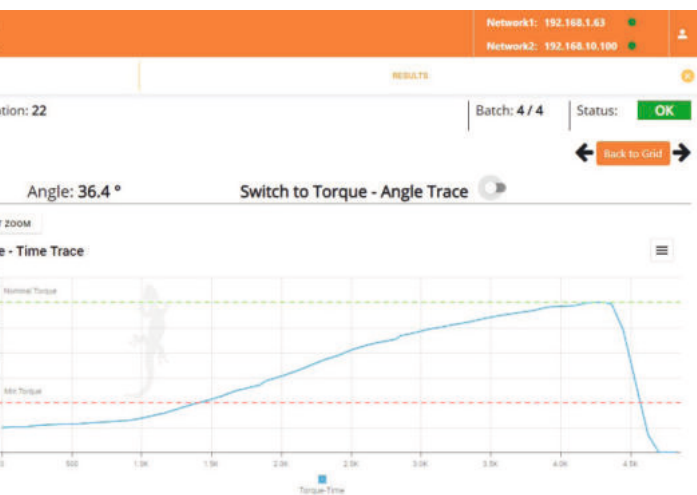 Network1: 192.168.1.63
Network2: 192.168.10.100
RESULTS
ation: 22
Batch: 4 / 4
Status:
OK
Back to Grid
Angle: 36.4 °
Switch to Torque - Angle Trace
T ZOOM
e - Time Trace
Nominal Torque
Min Torque
0 500 1.0K 1.5K 2.0K 2.5K 3.0K 3.5K 4.0K 4.5K
Torque-Time